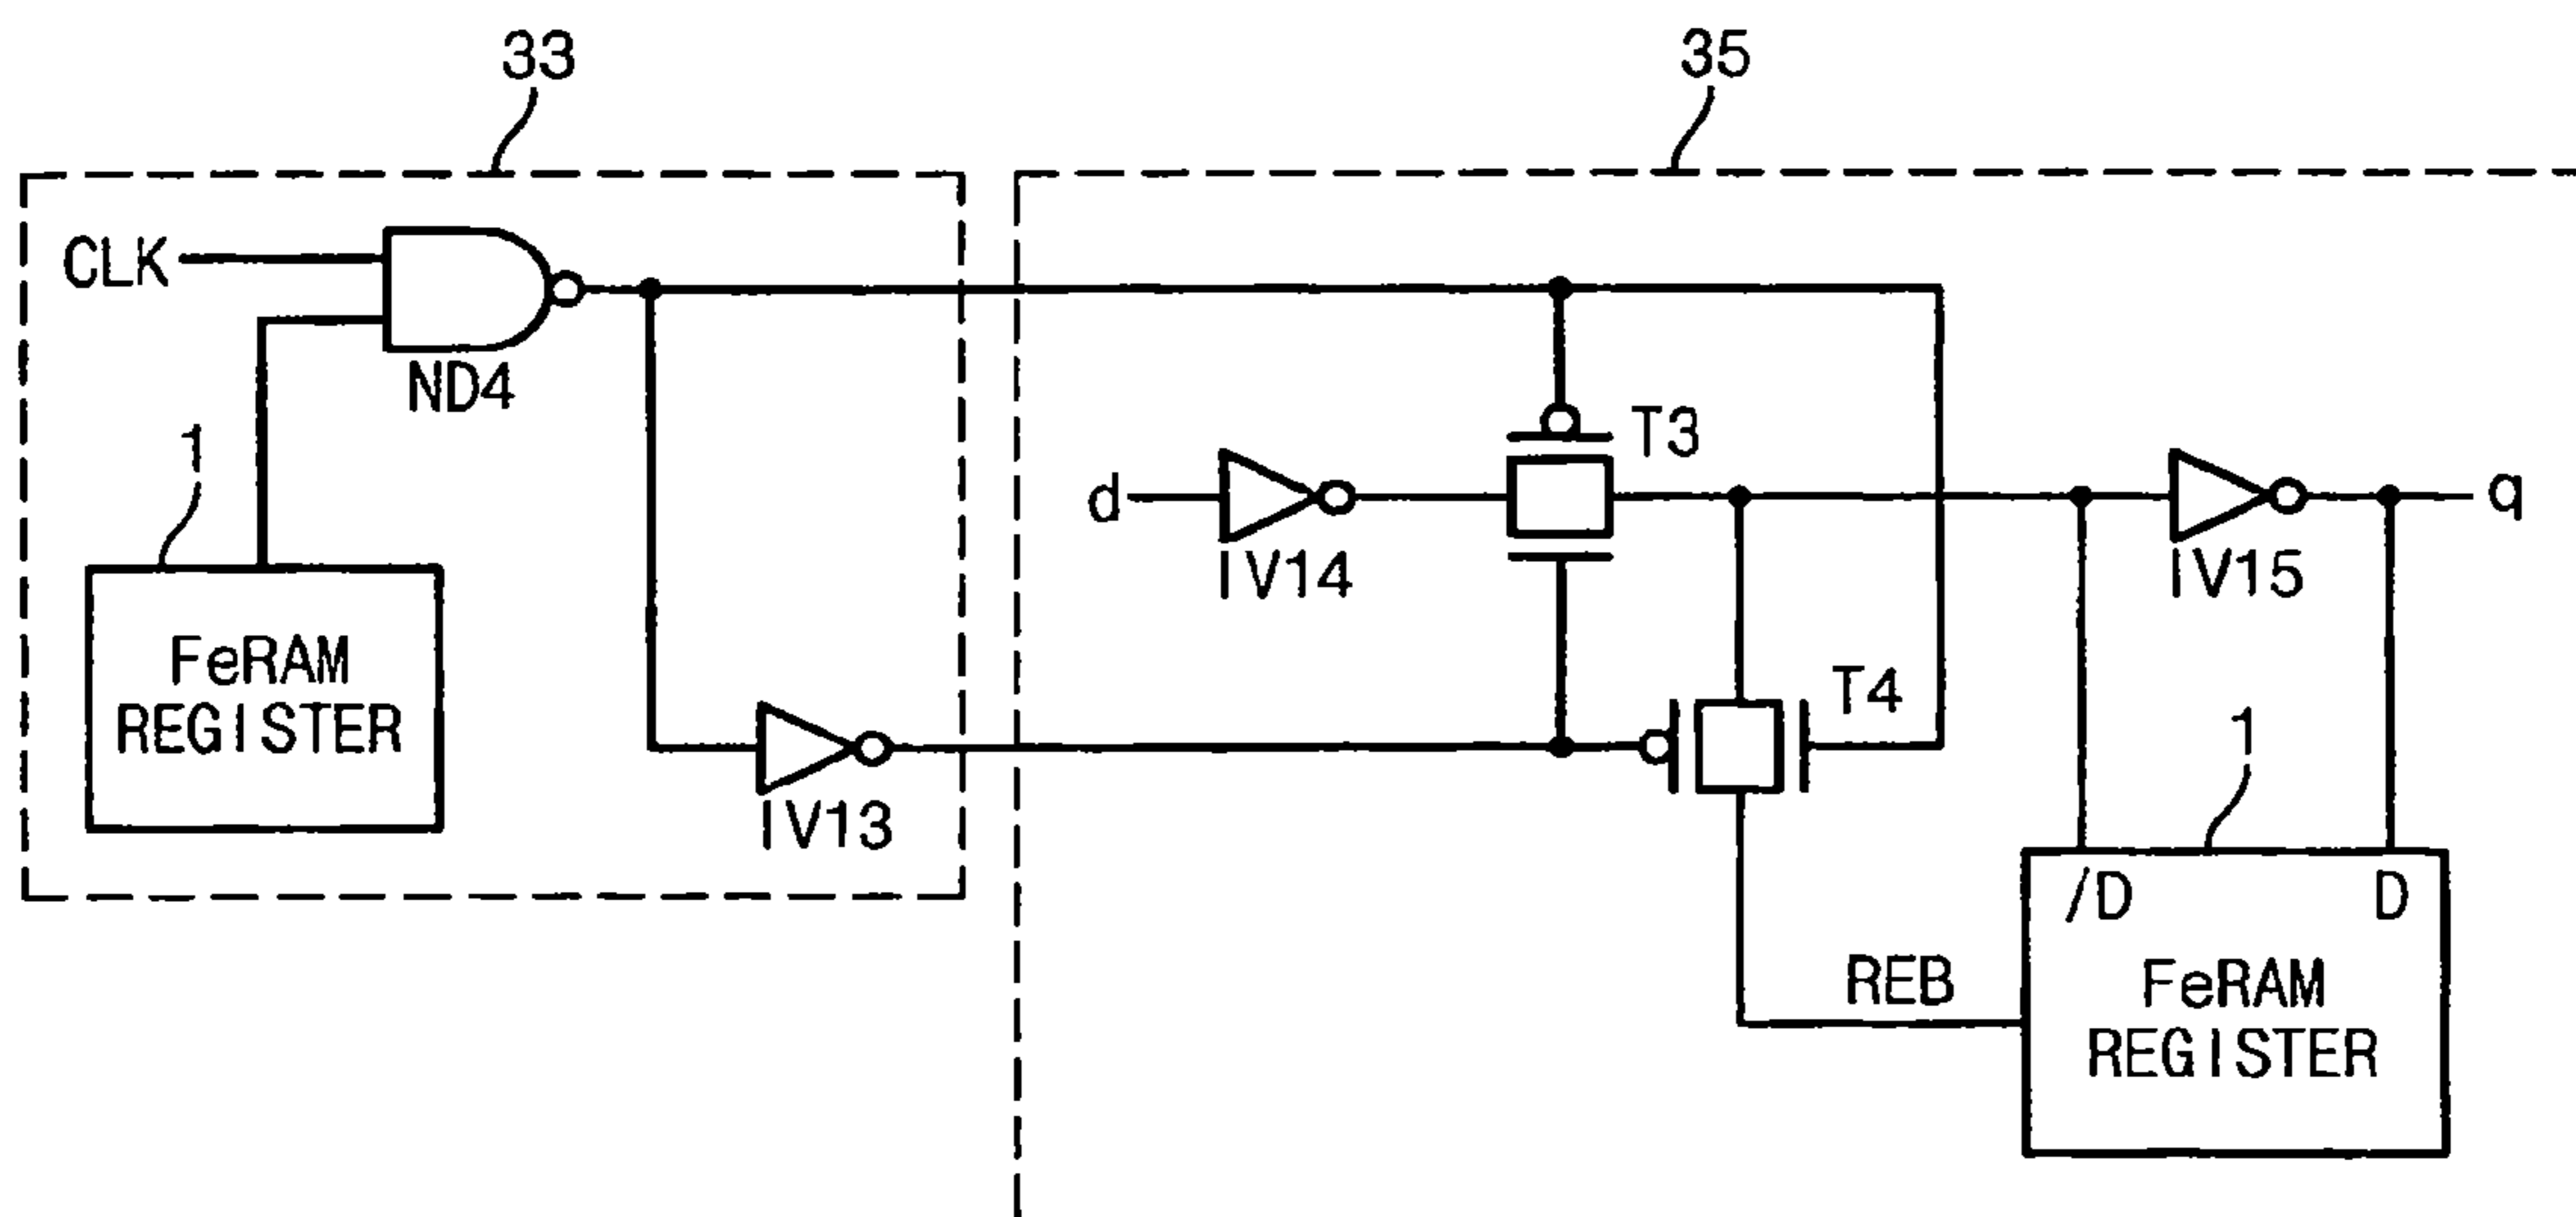 33
35
CLK
ND4
1
FeRAM
REGISTER
IV13
d
IV14
T3
T4
IV15
q
1
/D
D
REB
FeRAM
REGISTER